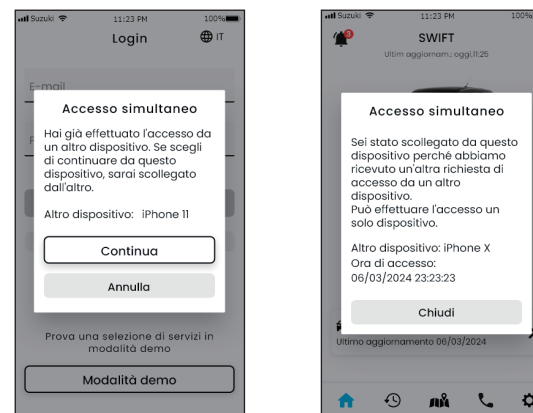 Suzuki 11:23 PM 100%
Login IT
E-mail
Accesso simultaneo
Hai già effettuato l'accesso da
un altro dispositivo. Se scegli
di continuare da questo
dispositivo, sarai scollegato
dall'altro.
Altro dispositivo: iPhone 11
Continua
Annulla
Prova una selezione di servizi in
modalità demo
Modalità demo
Suzuki 11:23 PM 100%
3
SWIFT
Ultim aggiornam.: oggi,11:25
Accesso simultaneo
Sei stato scollegato da questo
dispositivo perché abbiamo
ricevuto un'altra richiesta di
accesso da un altro
dispositivo.
Può effettuare l'accesso un
solo dispositivo.
Altro dispositivo: iPhone X
Ora di accesso:
06/03/2024 23:23:23
Chiudi
Ultimo aggiornamento 06/03/2024